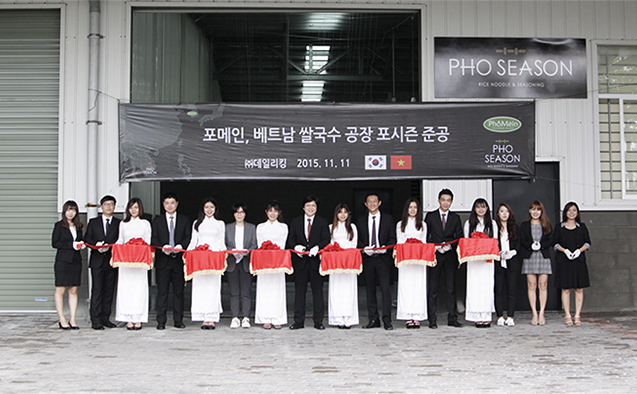 PHO SEASON
RICE NOODLE & SEASONING
포메인, 베트남 쌀국수 공장 포시즌 준공
㈜데일리킹 2015. 11. 11
PhoMein
PHO
SEASON